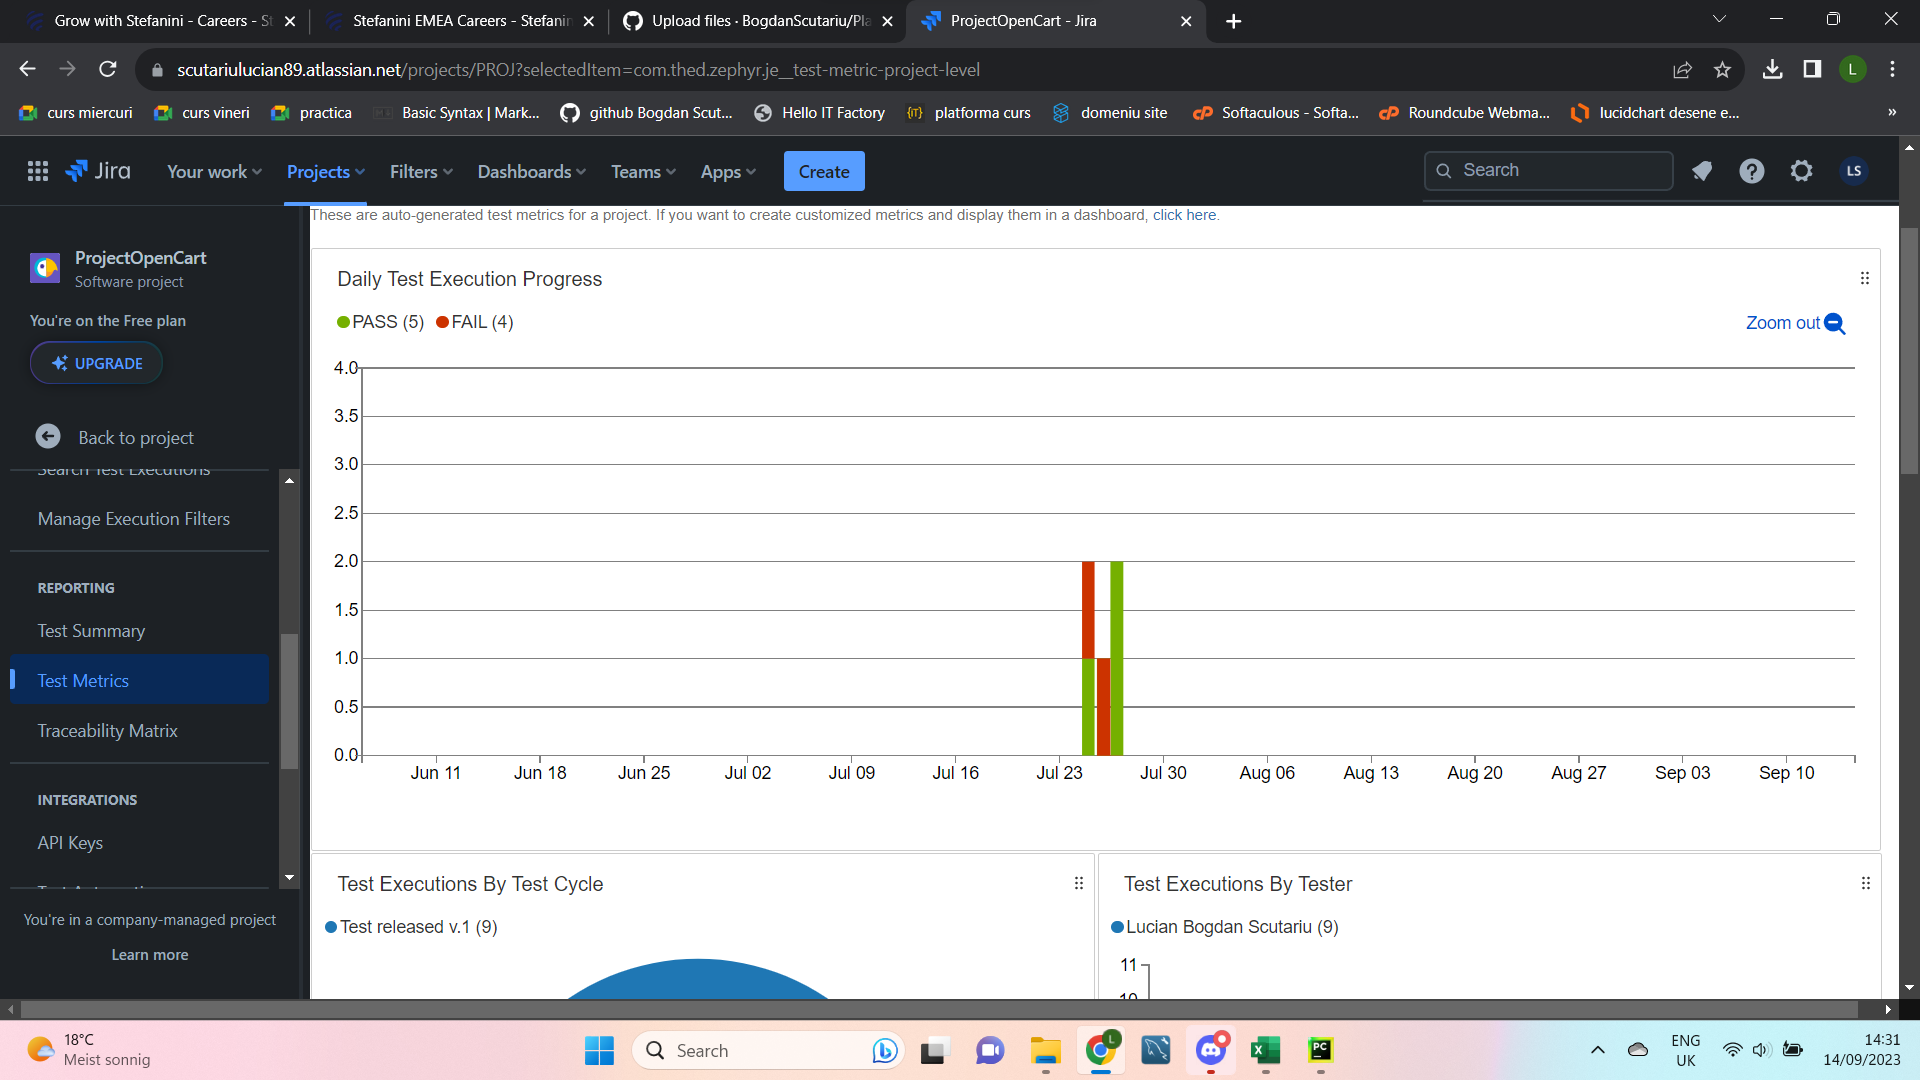 Grow with Stefanini - Careers - St
Stefanini EMEA Careers - Stefanin
Upload files · BogdanScutariu/Pla
ProjectOpenCart - Jira
scutariulucian89.atlassian.net/projects/PROJ?selectedItem=com.thed.zephyr.je__test-metric-project-level
L
curs miercuri
curs vineri
practica
Basic Syntax | Mark...
github Bogdan Scut...
Hello IT Factory
{IT}
platforma curs
domeniu site
Softaculous - Softa...
Roundcube Webma...
lucidchart desene e...
»
Jira
Your work
Projects
Filters
Dashboards
Teams
Apps
Create
Search
LS
ProjectOpenCart
Software project
You're on the Free plan
UPGRADE
Back to project
Search Test Executions
Manage Execution Filters
REPORTING
Test Summary
Test Metrics
Traceability Matrix
INTEGRATIONS
API Keys
You're in a company-managed project
Learn more
These are auto-generated test metrics for a project. If you want to create customized metrics and display them in a dashboard, click here.
Daily Test Execution Progress
PASS (5) FAIL (4)
Zoom out
4.0
3.5
3.0
2.5
2.0
1.5
1.0
0.5
0.0
Jun 11 Jun 18 Jun 25 Jul 02 Jul 09 Jul 16 Jul 23 Jul 30 Aug 06 Aug 13 Aug 20 Aug 27 Sep 03 Sep 10
Test Executions By Test Cycle
Test released v.1 (9)
Test Executions By Tester
Lucian Bogdan Scutariu (9)
11
10
18°C
Meist sonnig
Search
L
PC
ENG
UK
14:31
14/09/2023